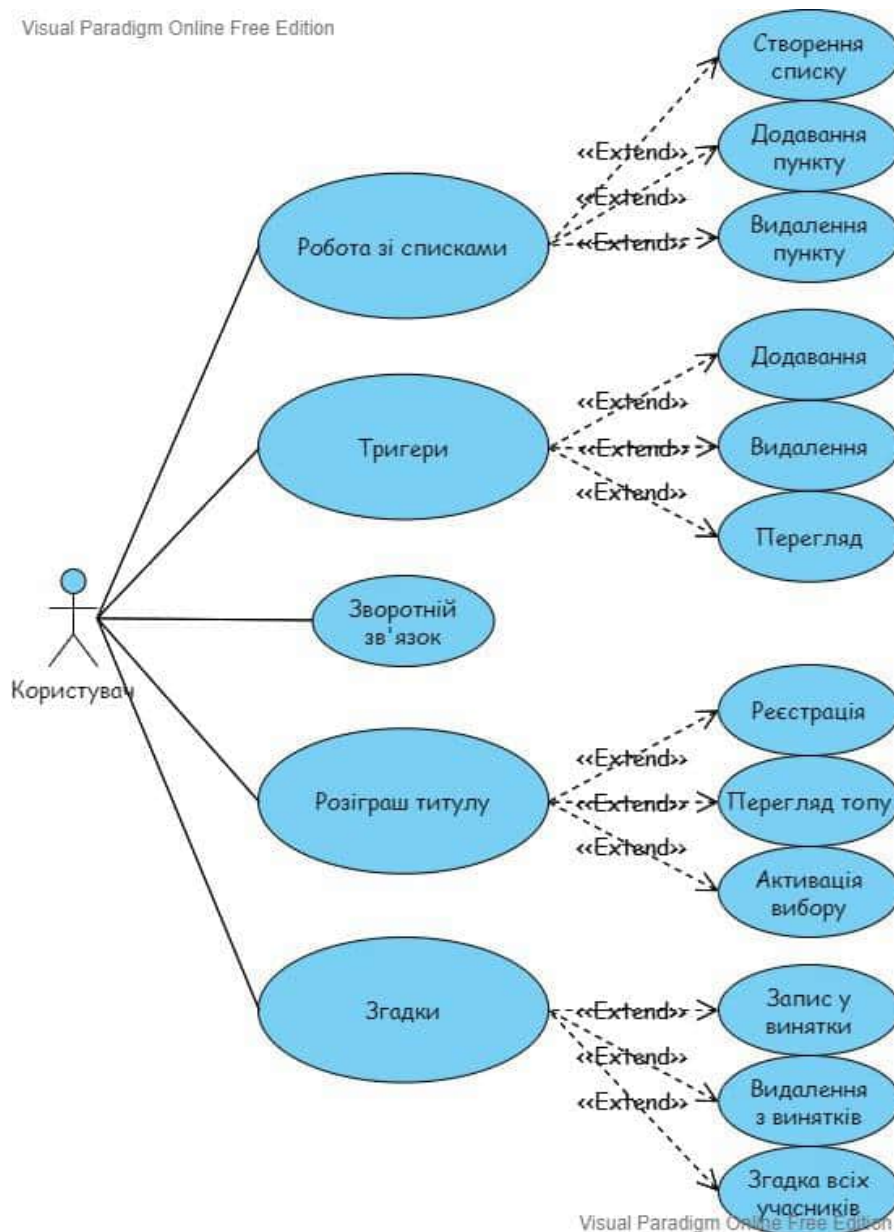 Visual Paradigm Online Free Edition
Створення
списку
<<Extend>>
Додавання
пункту
<<Extend>>
Робота зі списками
<<Extend>>
Видалення
пункту
Додавання
<<Extend>>
Тригери
<<Extend>>
Видалення
<<Extend>>
Перегляд
Зворотній
зв'язок
Користувач
Реєстрація
<<Extend>>
Розіграш титулу
<<Extend>>
Перегляд топу
<<Extend>>
Активація
вибору
Згадки
<<Extend>>
Запис у
винятки
<<Extend>>
Видалення
з винятків
<<Extend>>
Згадка всіх
учасників
Visual Paradigm Online Free Edition